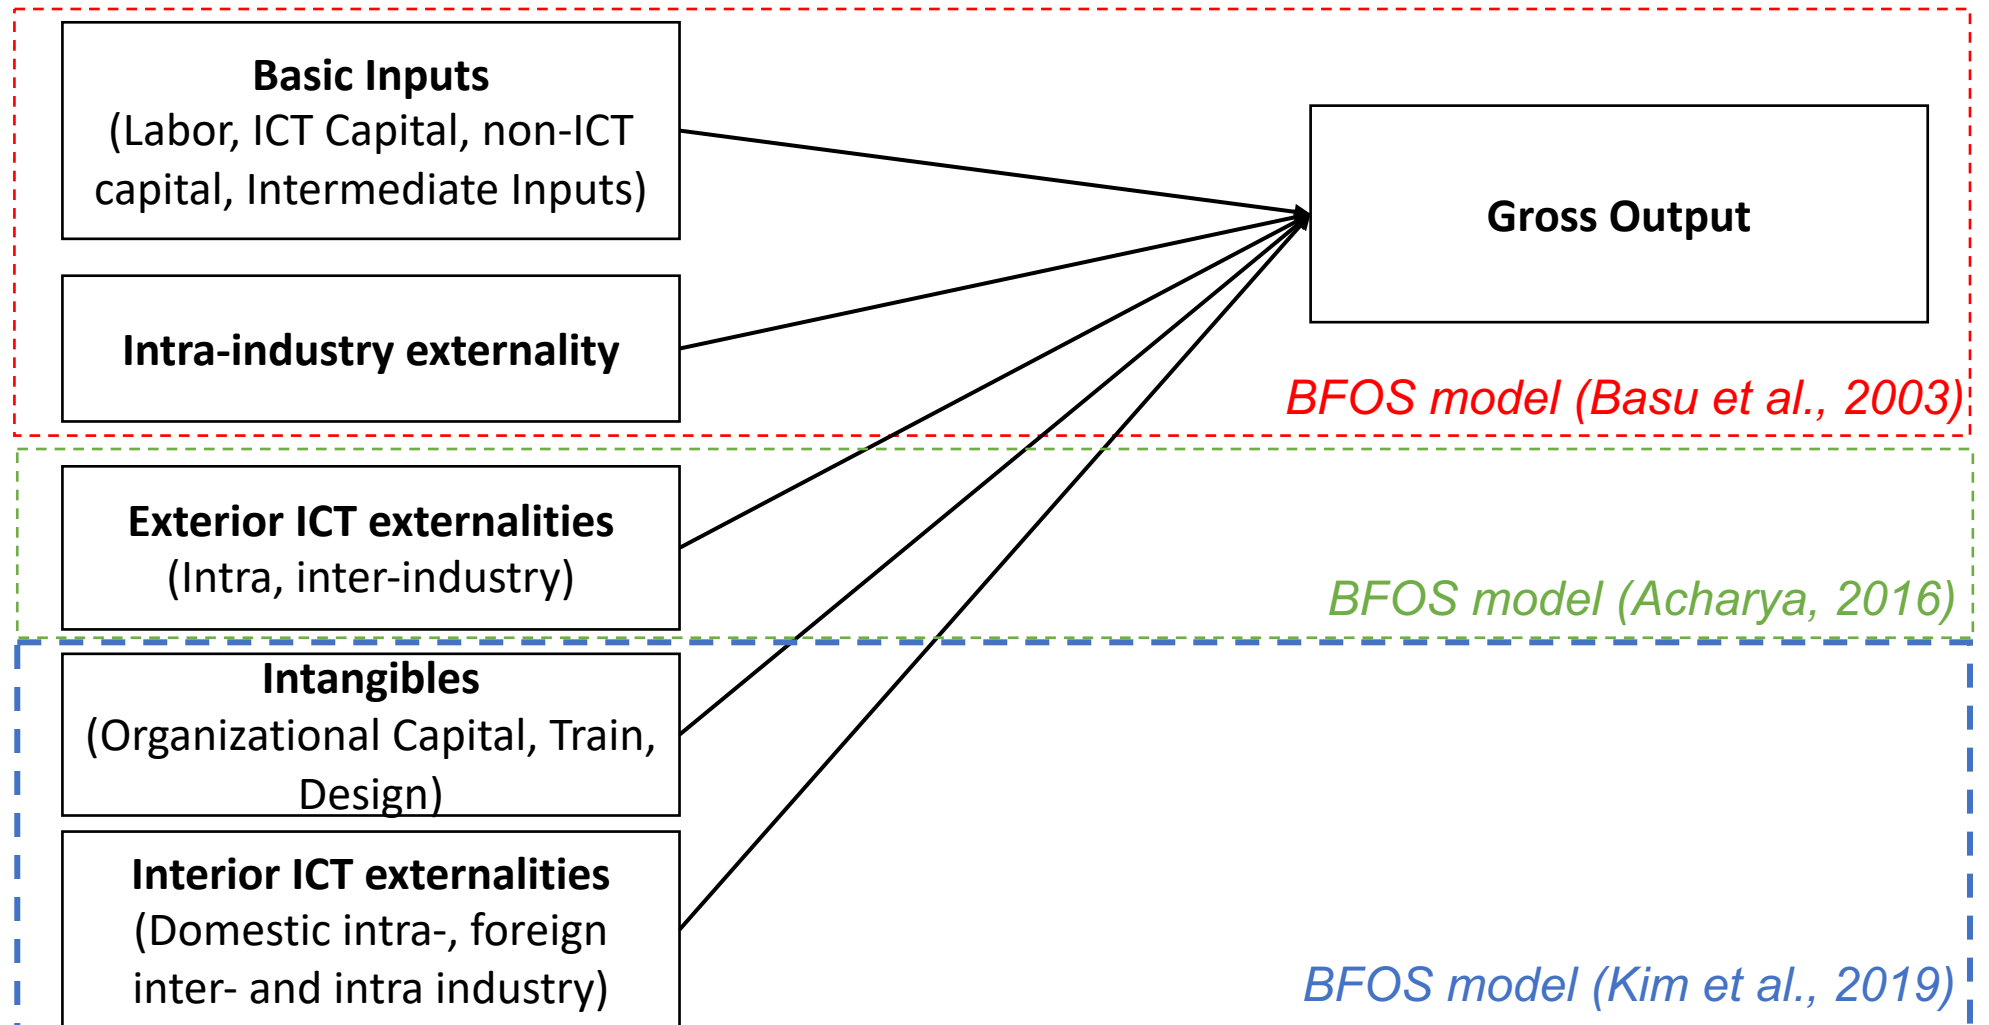 Basic Inputs
(Labor, ICT Capital, non-ICT
capital, Intermediate Inputs)
Gross Output
Intra-industry externality
BFOS model (Basu et al., 2003)
Exterior ICT externalities
(Intra, inter-industry)
BFOS model (Acharya, 2016)
Intangibles
(Organizational Capital, Train,
Design)
Interior ICT externalities
(Domestic intra-, foreign
inter- and intra industry)
BFOS model (Kim et al., 2019)